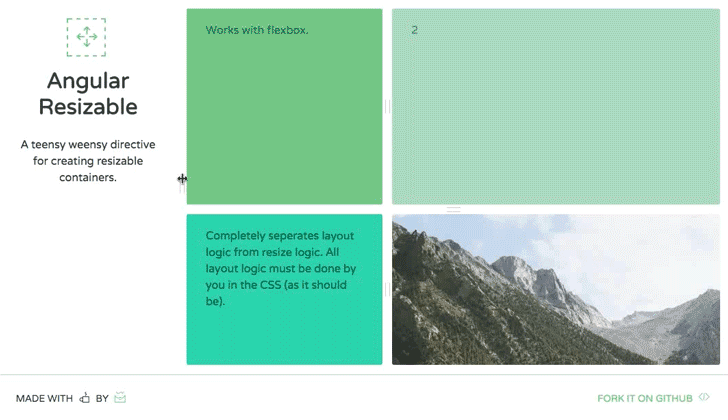 Angular
Resizable
A teensy weensy directive
for creating resizable
containers.
Works with flexbox.
2
Completely seperates layout
logic from resize logic. All
layout logic must be done by
you in the CSS (as it should
be).
MADE WITH BY
FORK IT ON GITHUB